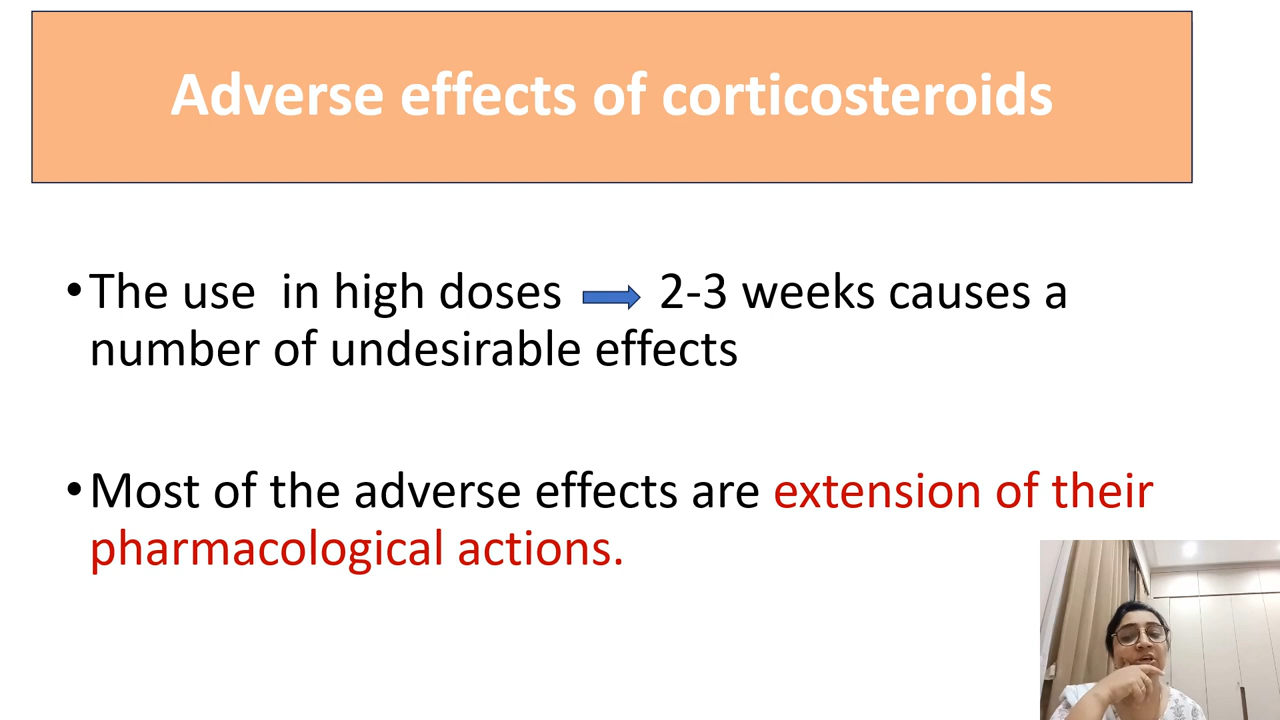 Adverse effects of corticosteroids
•The use  in high doses ➡ 2-3 weeks causes a
number of undesirable effects
•Most of the adverse effects are extension of their
pharmacological actions.